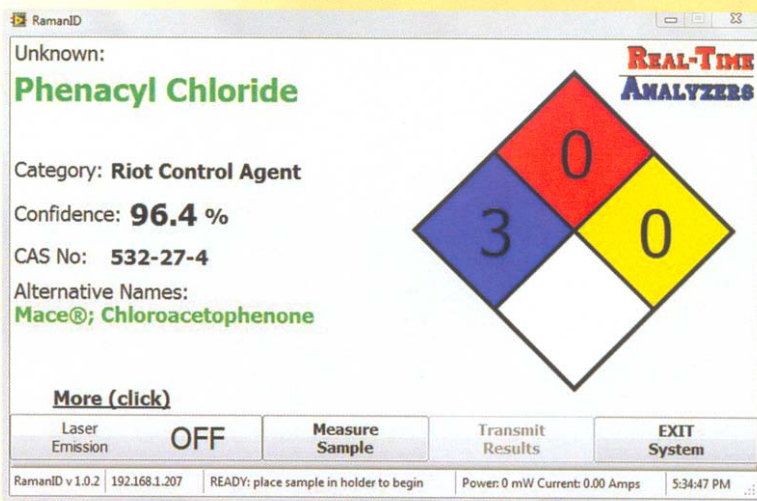 RamanID
Unknown:
Phenacyl Chloride
REAL-TIME
ANALYZERS
Category: Riot Control Agent
Confidence: 96.4 %
CAS No: 532-27-4
Alternative Names:
Mace®; Chloroacetophenone
0
3
0
More (click)
Laser Emission OFF
Measure Sample
Transmit Results
EXIT System
RamanID v 1.0.2 192.168.1.207 READY: place sample in holder to begin Power: 0 mW Current: 0.00 Amps 5:34:47 PM